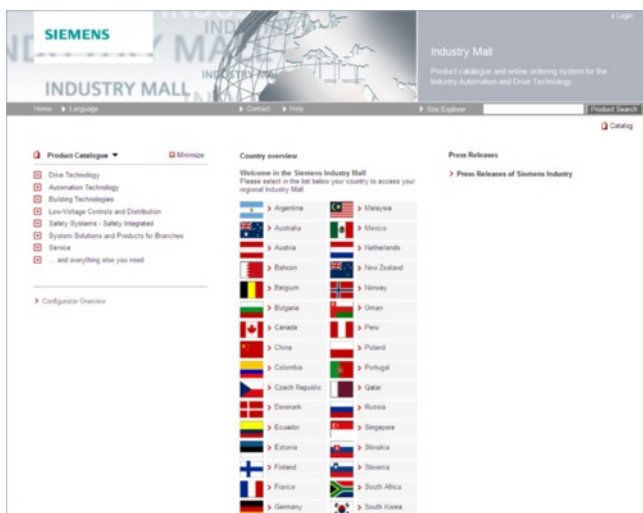 SIEMENS
INDUSTRY MALL
Login
Industry Mall
Product catalogue and online ordering system for the
Industry Automation and Drive Technology
Home Language Contact Help Site Explorer Product Search
Catalog
Product Catalogue Minimize
Drive Technology
Automation Technology
Building Technologies
Low-Voltage Controls and Distribution
Safety Systems - Safety Integrated
System Solutions and Products for Branches
Service
... and everything else you need
Configurator Overview
Country overview
Welcome in the Siemens Industry Mall
Please select in the list below your country to access your
regional Industry Mall.
Argentina Malaysia
Australia Mexico
Austria Netherlands
Bahrain New Zealand
Belgium Norway
Bulgaria Oman
Canada Peru
China Poland
Colombia Portugal
Czech Republic Qatar
Denmark Russia
Ecuador Singapore
Estonia Slovakia
Finland Slovenia
France South Africa
Germany South Korea
Press Releases
Press Releases of Siemens Industry